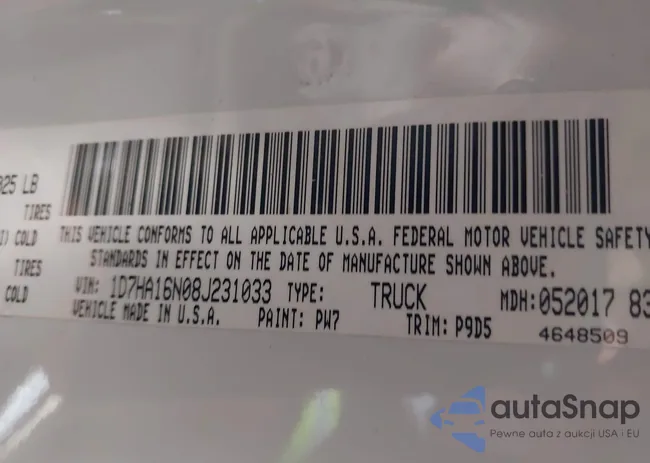 025 LB
TIRES
) COLD
TIRES
COLD
THIS VEHICLE CONFORMS TO ALL APPLICABLE U.S.A. FEDERAL MOTOR VEHICLE SAFETY
STANDARDS IN EFFECT ON THE DATE OF MANUFACTURE SHOWN ABOVE.
VIN: 1D7HA16N08J231033 TYPE: TRUCK MDH:052017 83
VEHICLE MADE IN U.S.A. PAINT: PW7 TRIM: P9D5
4648509
autaSnap
Pewne auta z aukcji USA i EU